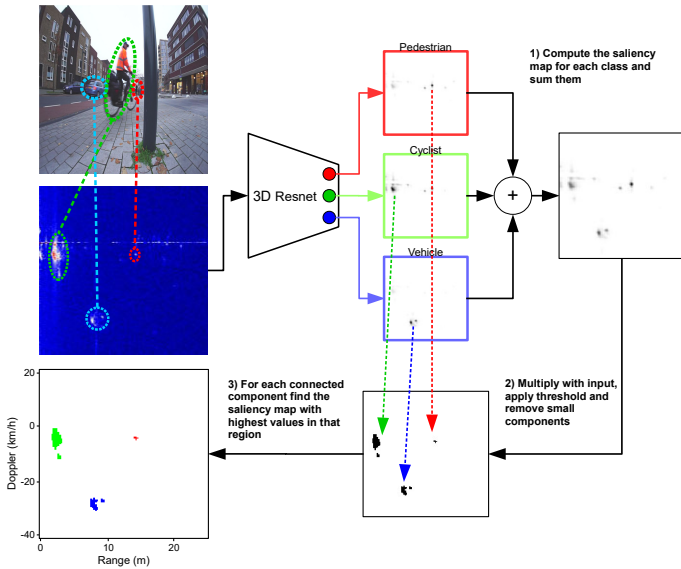 Pedestrian
1) Compute the saliency
map for each class and
sum them
Cyclist
3D Resnet
+
Vehicle
3) For each connected
component find the
saliency map with
highest values in that
region
2) Multiply with input,
apply threshold and
remove small
components
20
0
-20
-40
Doppler (km/h)
0
10
20
Range (m)